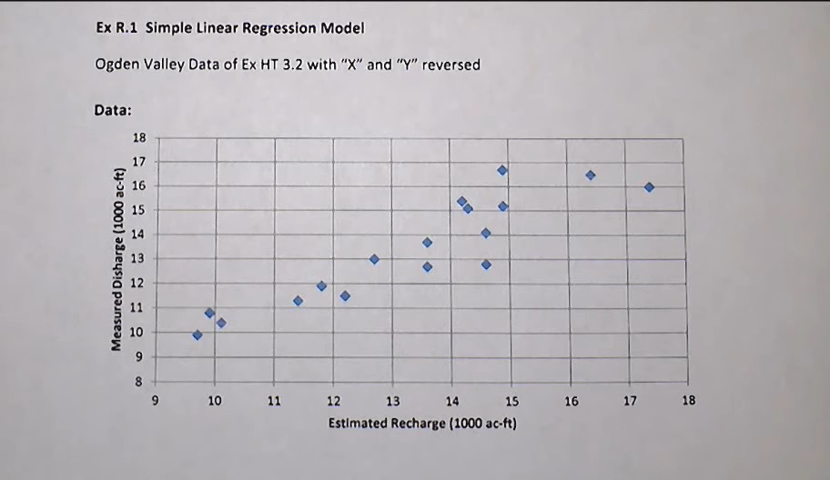 Ex R.1 Simple Linear Regression Model
Ogden Valley Data of Ex HT 3.2 with “X” and “Y” reversed
Data:
Measured Disharge (1000 ac-ft)
18
17
16
15
14
13
12
11
10
9
8
9 10 11 12 13 14 15 16 17 18
Estimated Recharge (1000 ac-ft)